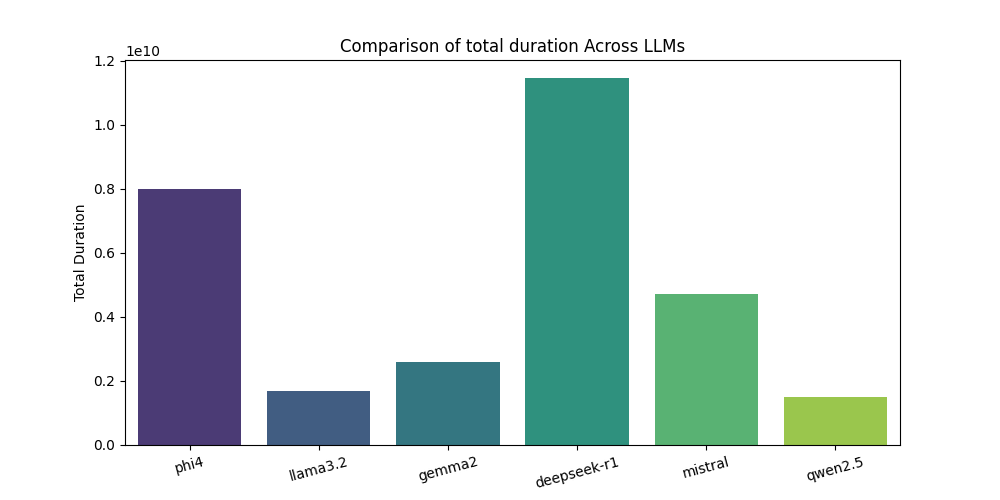 Comparison of total duration Across LLMs
1e10
1.2
1.0
0.8
0.6
0.4
0.2
0.0
Total Duration
phi4
llama3.2
gemma2
deepseek-r1
mistral
qwen2.5